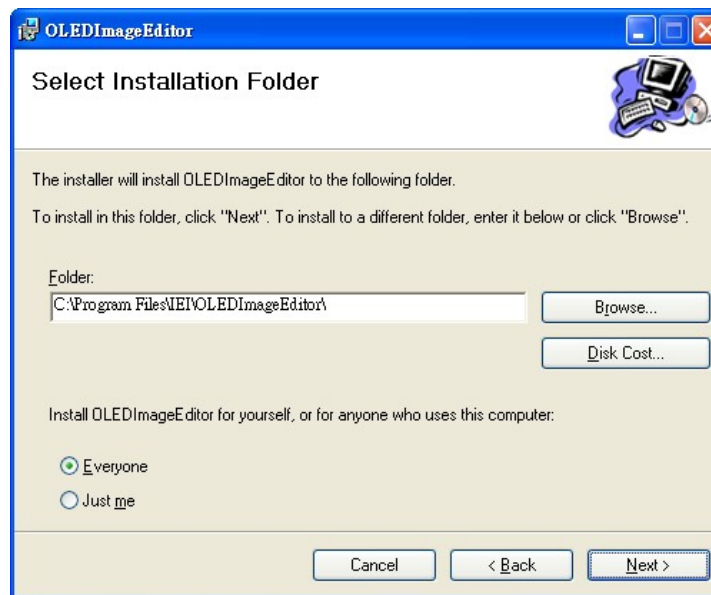 OLEDImageEditor
Select Installation Folder
The installer will install OLEDImageEditor to the following folder.
To install in this folder, click "Next". To install to a different folder, enter it below or click "Browse".
Folder:
C:\Program Files\IEI\OLEDImageEditor\
Browse...
Disk Cost...
Install OLEDImageEditor for yourself, or for anyone who uses this computer:
Everyone
Just me
Cancel
< Back
Next >